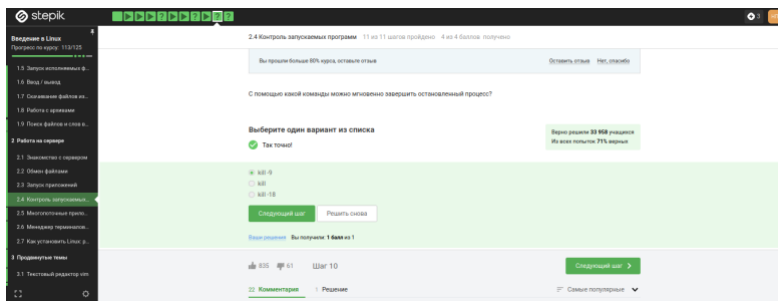 stepik
3
Введение в Linux
Прогресс по курсу: 113/125
1.5 Запуск исполняемых ф...
1.6 Ввод / вывод
1.7 Скачивание файлов из...
1.8 Работа с архивами
1.9 Поиск файлов и слов в...
2 Работа на сервере
2.1 Знакомство с сервером
2.2 Обмен файлами
2.3 Запуск приложений
2.4 Контроль запускаемых...
2.5 Многопоточные прило...
2.6 Менеджер терминалов...
2.7 Как установить Linux: р...
3 Продвинутые темы
3.1 Текстовый редактор vim
2.4 Контроль запускаемых программ 11 из 11 шагов пройдено 4 из 4 баллов получено
Вы прошли больше 80% курса, оставьте отзыв
Оставить отзыв Нет, спасибо
С помощью какой команды можно мгновенно завершить остановленный процесс?
Выберите один вариант из списка
Так точно!
Верно решили 33 958 учащихся
Из всех попыток 71% верных
kill -9
kill
kill -18
Следующий шаг Решить снова
Ваши решения Вы получили: 1 балл из 1
835 61 Шаг 10
Следующий шаг
22 Комментария 1 Решение
Самые популярные